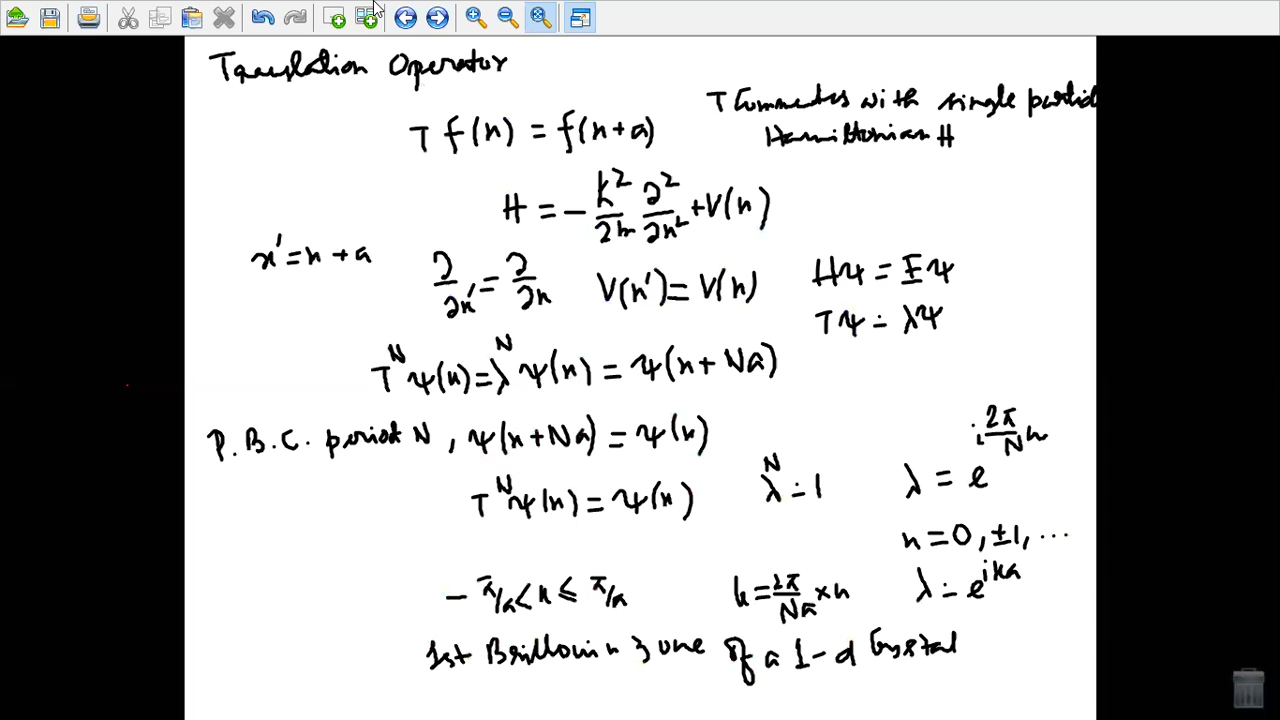 Translation Operator
T f(x) = f(x+a)
T commutes with single particl
Hamiltonian H
H = - ħ²/2m ∂²/∂x² + V(x)
x' = x + a
∂/∂x' = ∂/∂x
V(x') = V(x)
Hψ = Eψ
Tψ = λψ
T^N ψ(x) = λ^N ψ(x) = ψ(x + Na)
P.B.C. period N, ψ(x + Na) = ψ(x)
T^N ψ(x) = ψ(x)
λ^N = 1
λ = e^{i 2π/N n}
n = 0, ±1, ...
- π/a < k ≤ π/a
k = 2π/Na × n
λ = e^{ika}
1st Brillouin zone of a 1-d Crystal